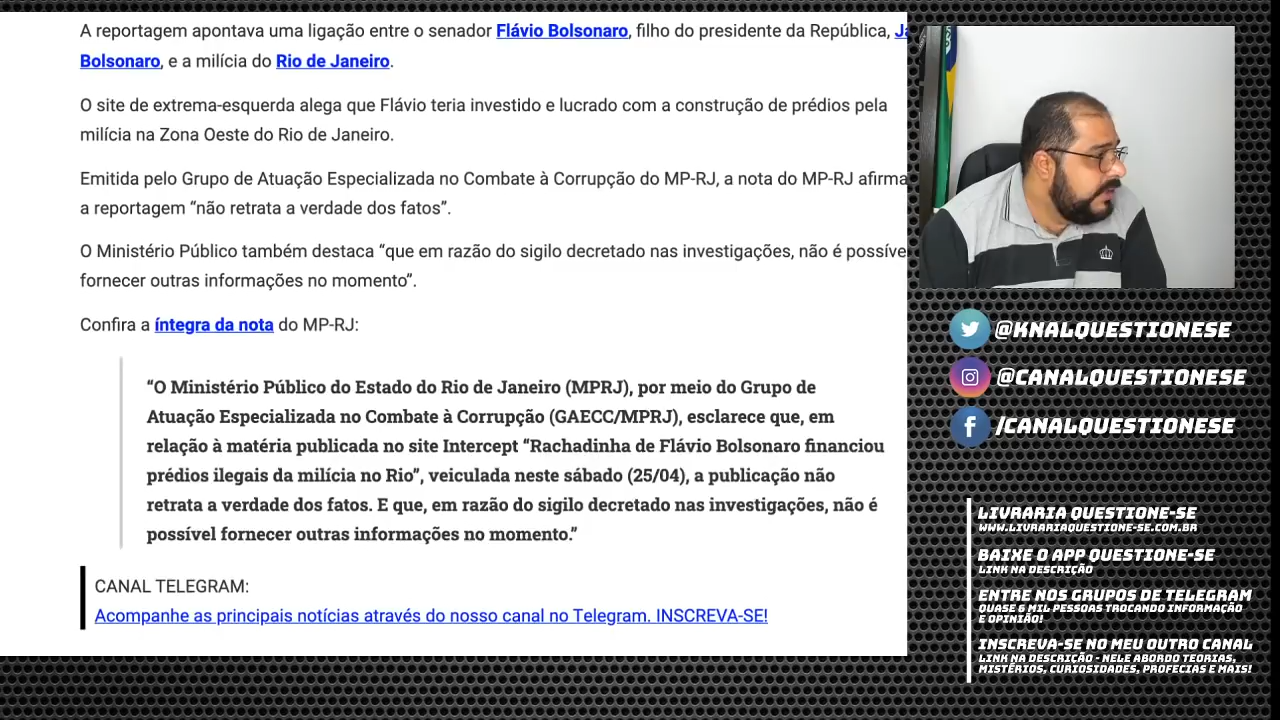 A reportagem apontava uma ligação entre o senador Flávio Bolsonaro, filho do presidente da República,
Bolsonaro, e a milícia do Rio de Janeiro.
O site de extrema-esquerda alega que Flávio teria investido e lucrado com a construção de prédios pela
milícia na Zona Oeste do Rio de Janeiro.
Emitida pelo Grupo de Atuação Especializada no Combate à Corrupção do MP-RJ, a nota do MP-RJ afirma
a reportagem “não retrata a verdade dos fatos”.
O Ministério Público também destaca “que em razão do sigilo decretado nas investigações, não é possíve
fornecer outras informações no momento”.
Confira a íntegra da nota do MP-RJ:
“O Ministério Público do Estado do Rio de Janeiro (MPRJ), por meio do Grupo de
Atuação Especializada no Combate à Corrupção (GAECC/MPRJ), esclarece que, em
relação à matéria publicada no site Intercept “Rachadinha de Flávio Bolsonaro financiou
prédios ilegais da milícia no Rio”, veiculada neste sábado (25/04), a publicação não
retrata a verdade dos fatos. E que, em razão do sigilo decretado nas investigações, não é
possível fornecer outras informações no momento.”
CANAL TELEGRAM:
Acompanhe as principais notícias através do nosso canal no Telegram. INSCREVA-SE!
@KNALQUESTIONESE
@CANALQUESTIONESE
/CANALQUESTIONESE
LIVRARIA QUESTIONE-SE
WWW.LIVRARIAQUESTIONE-SE.COM.BR
BAIXE O APP QUESTIONE-SE
LINK NA DESCRIÇÃO
ENTRE NOS GRUPOS DE TELEGRAM
QUASE 6 MIL PESSOAS TROCANDO INFORMAÇÃO
E OPINIÃO!
INSCREVA-SE NO MEU OUTRO CANAL
LINK NA DESCRIÇÃO - NELE ABORDO TEORIAS,
MISTÉRIOS, CURIOSIDADES, PROFECIAS E MAIS!